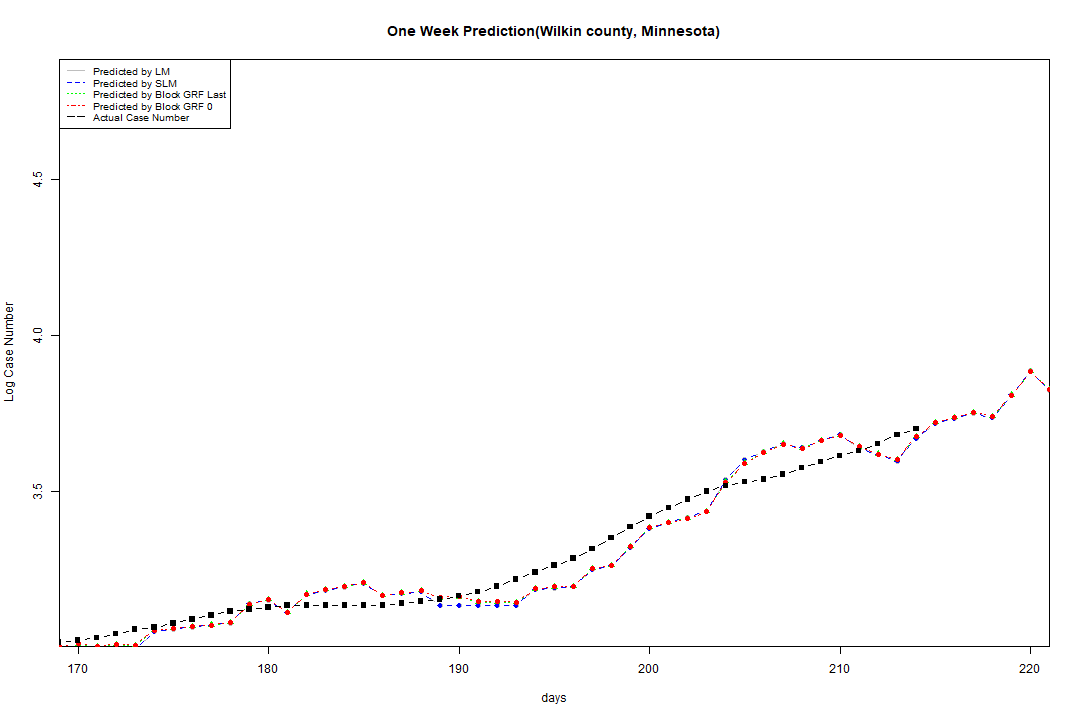 One Week Prediction(Wilkin county, Minnesota)
Predicted by LM
Predicted by SLM
Predicted by Block GRF Last
Predicted by Block GRF 0
Actual Case Number
4.5
4.0
3.5
Log Case Number
170 180 190 200 210 220
days